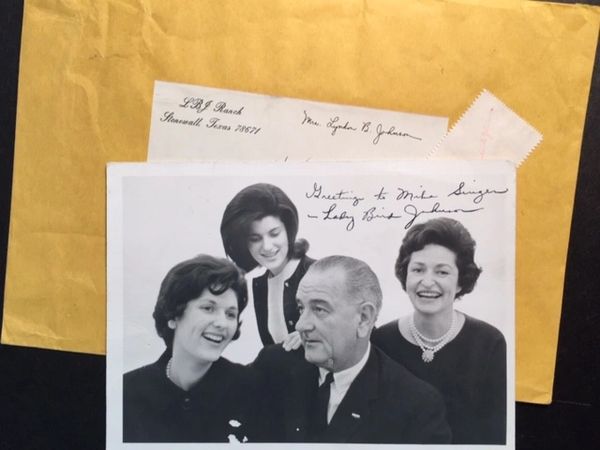 LBJ Ranch
Stonewall, Texas 78671
Mrs. Lyndon B. Johnson
Greetings to Mike Singer
— Lady Bird Johnson